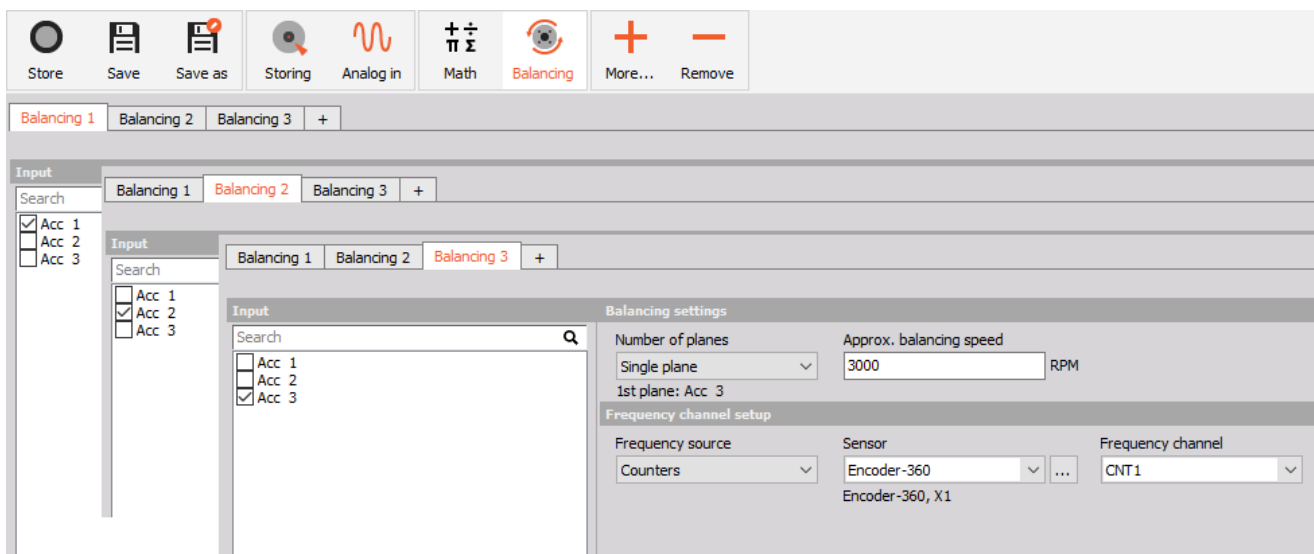 Store Save Save as Storing Analog in Math Balancing More... Remove
Balancing 1 Balancing 2 Balancing 3 +
Input
Search
Acc 1
Acc 2
Acc 3
Balancing 1 Balancing 2 Balancing 3 +
Input
Search
Acc 1
Acc 2
Acc 3
Balancing 1 Balancing 2 Balancing 3 +
Input
Search
Acc 1
Acc 2
Acc 3
Balancing settings
Number of planes Approx. balancing speed
Single plane 3000 RPM
1st plane: Acc 3
Frequency channel setup
Frequency source Sensor Frequency channel
Counters Encoder-360 ... CNT1
Encoder-360, X1